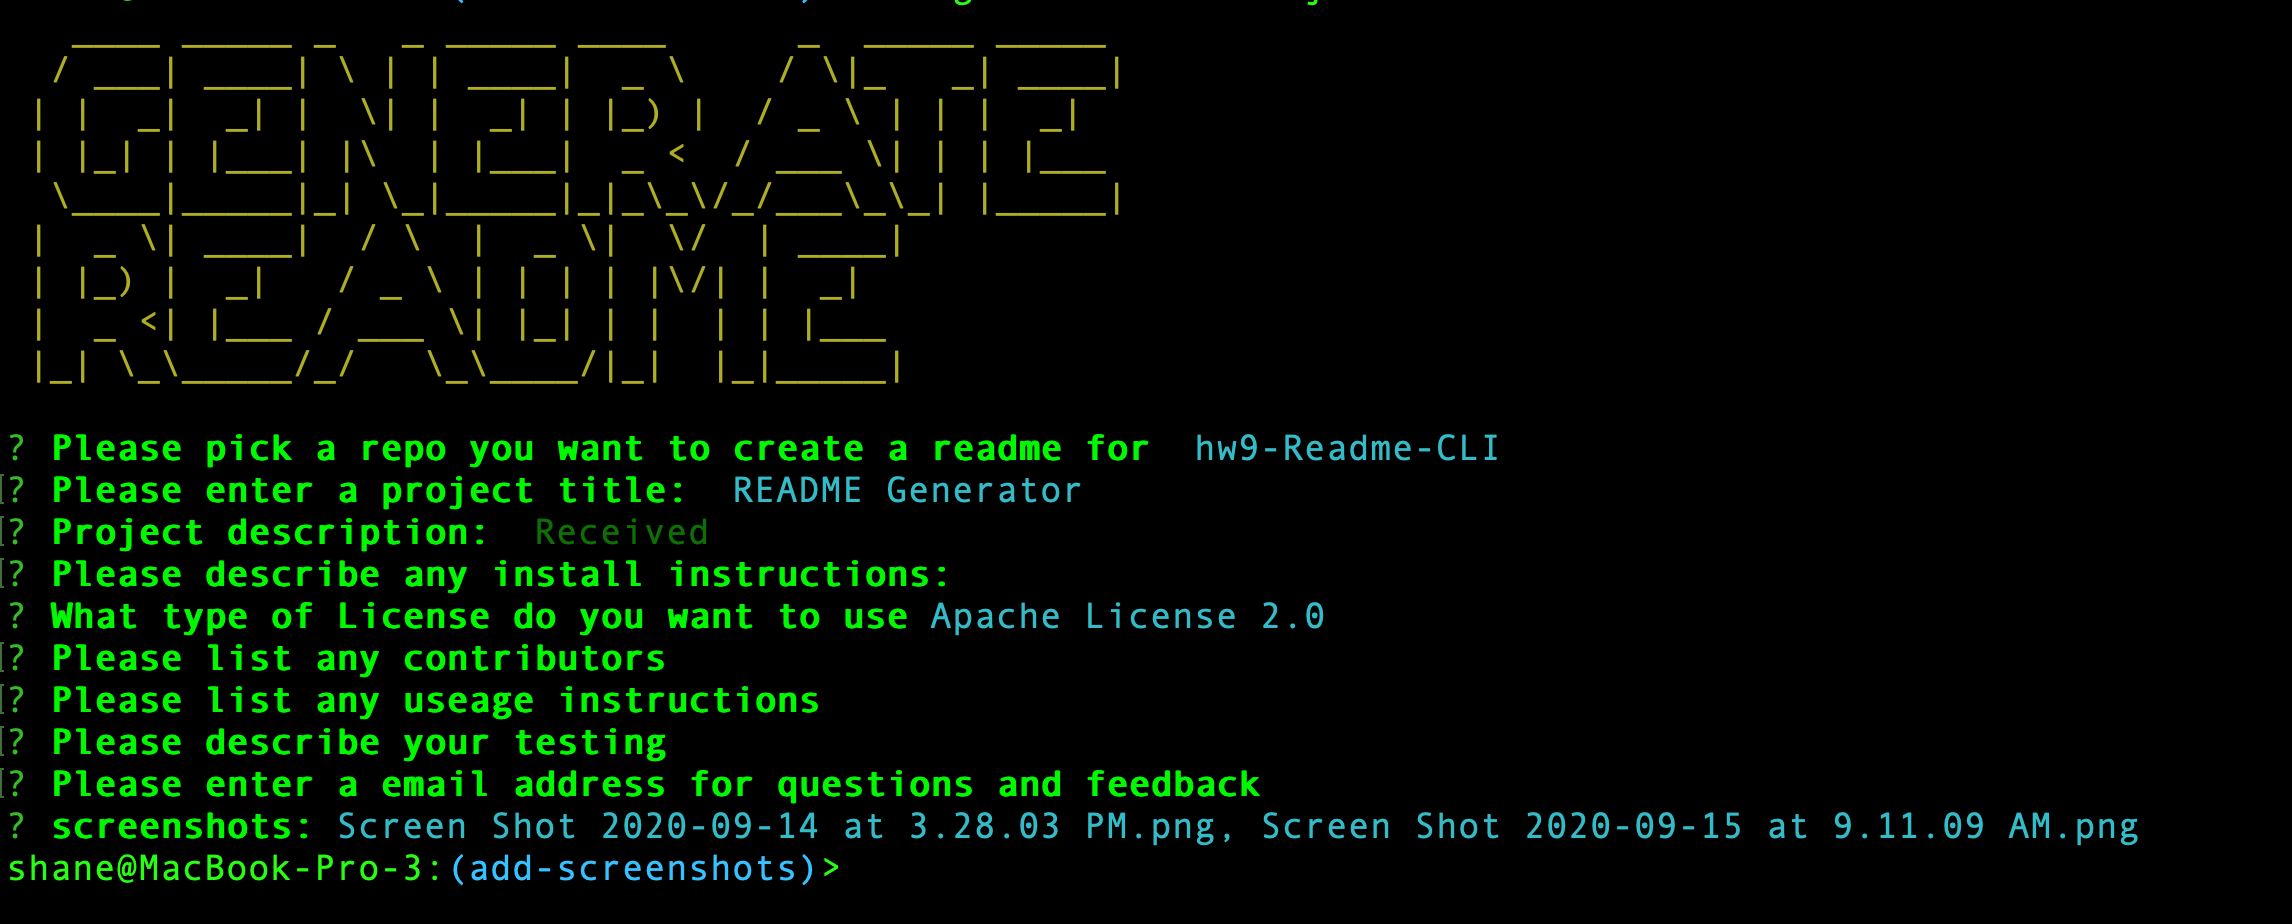 GENERATE
README
? Please pick a repo you want to create a readme for  hw9-Readme-CLI
? Please enter a project title:  README Generator
? Project description:  Received
? Please describe any install instructions:
? What type of License do you want to use Apache License 2.0
? Please list any contributors
? Please list any useage instructions
? Please describe your testing
? Please enter a email address for questions and feedback
? screenshots: Screen Shot 2020-09-14 at 3.28.03 PM.png, Screen Shot 2020-09-15 at 9.11.09 AM.png
shane@MacBook-Pro-3:(add-screenshots)>